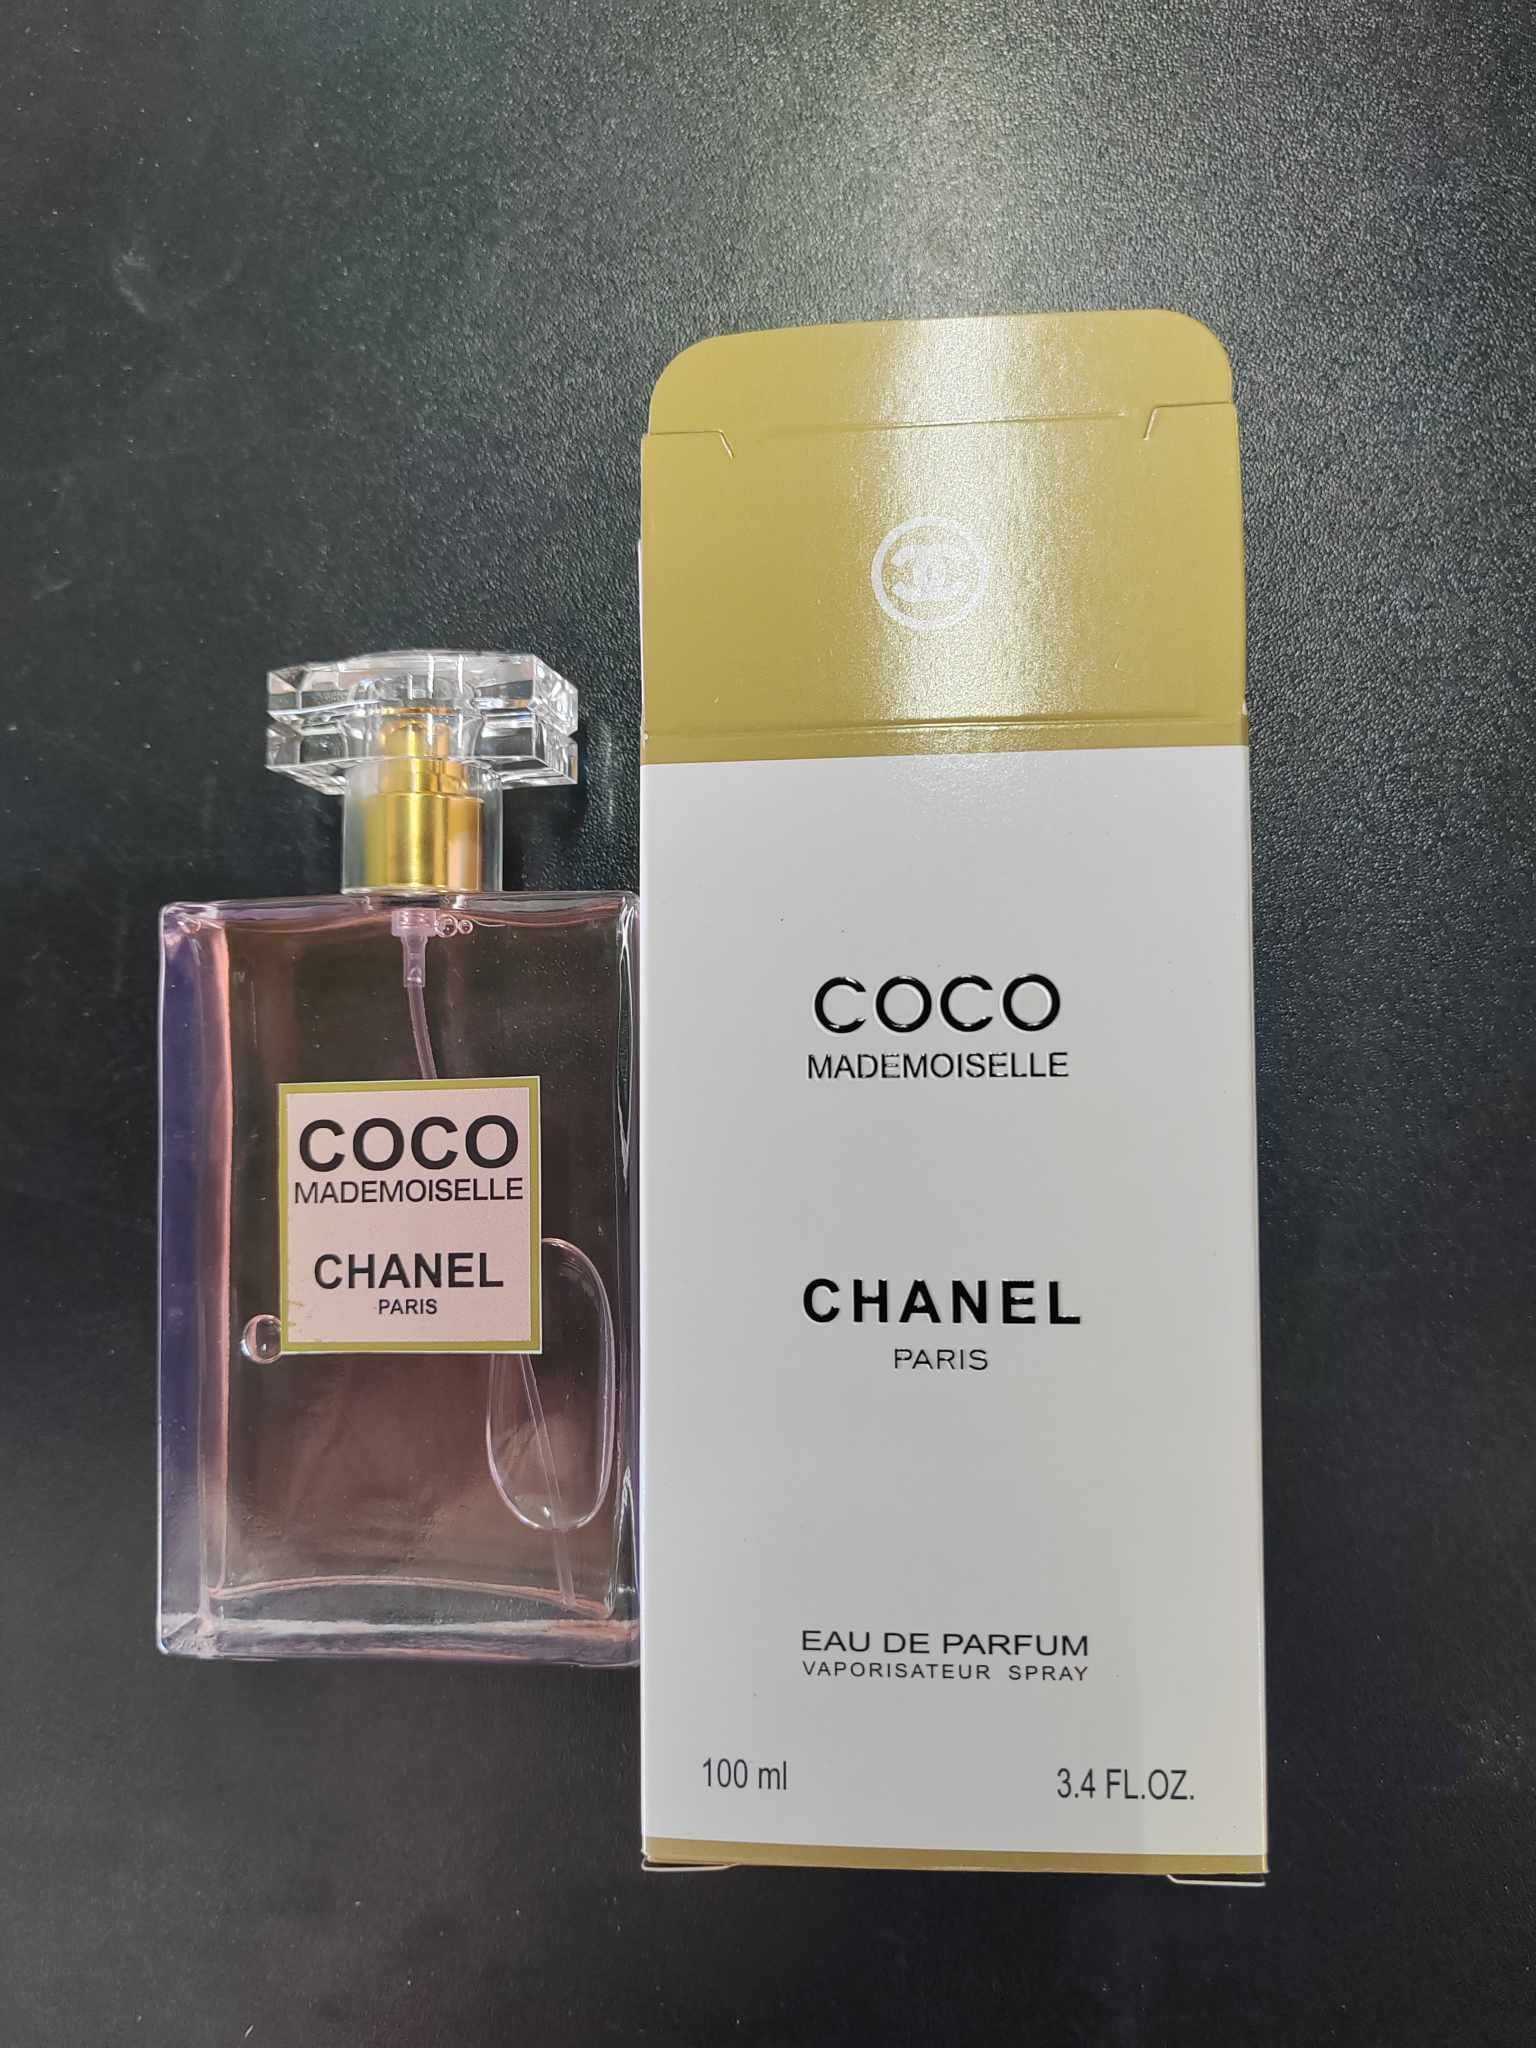 COCO
MADEMOISELLE
CHANEL
PARIS
COCO
MADEMOISELLE
CHANEL
PARIS
EAU DE PARFUM
VAPORISATEUR SPRAY
100 ml
3.4 FL.OZ.